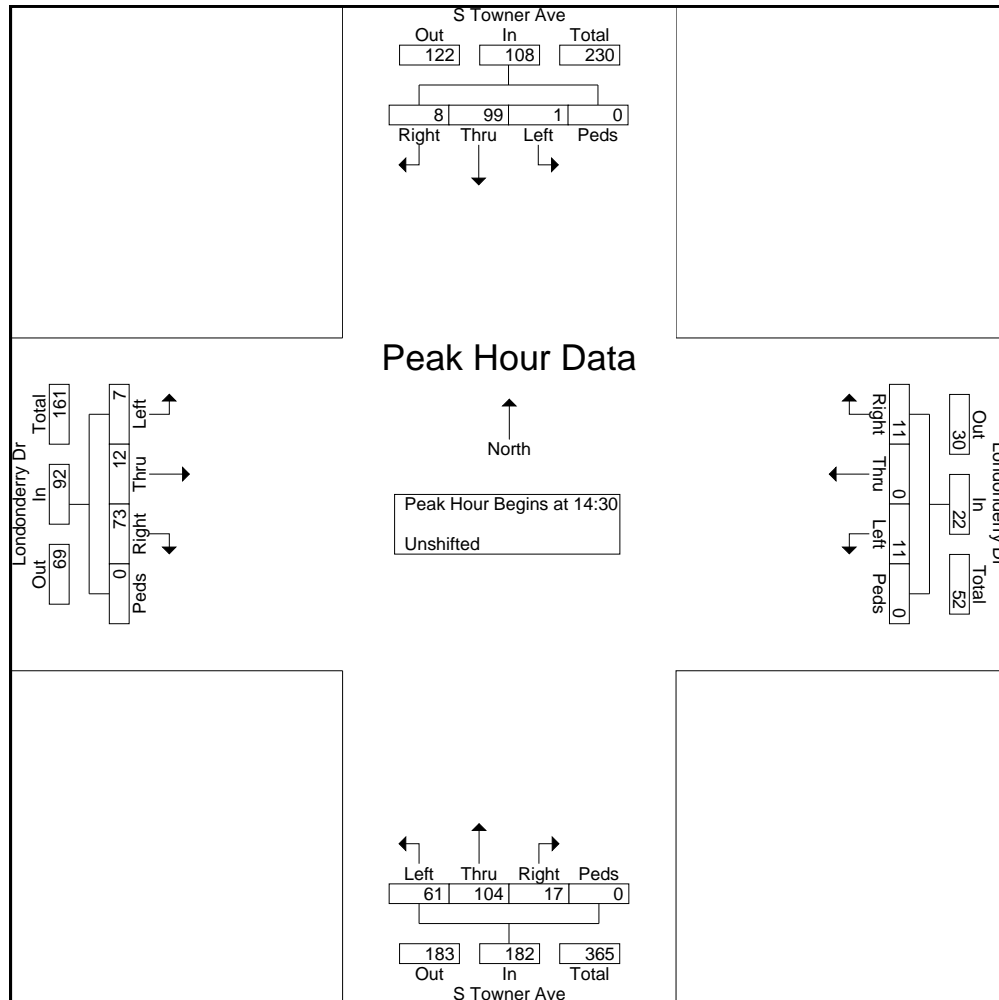 S Towner Ave
Out In Total
122 108 230
8 99 1 0
Right Thru Left Peds
Peak Hour Data
North
Peak Hour Begins at 14:30
Unshifted
Londonderry Dr
Out In Total
69 92 161
0 73 12 7
Peds Right Thru Left
Londonderry Dr
Out In Total
30 22 52
11 0 11 0
Right Thru Left Peds
Left Thru Right Peds
61 104 17 0
183 182 365
Out In Total
S Towner Ave